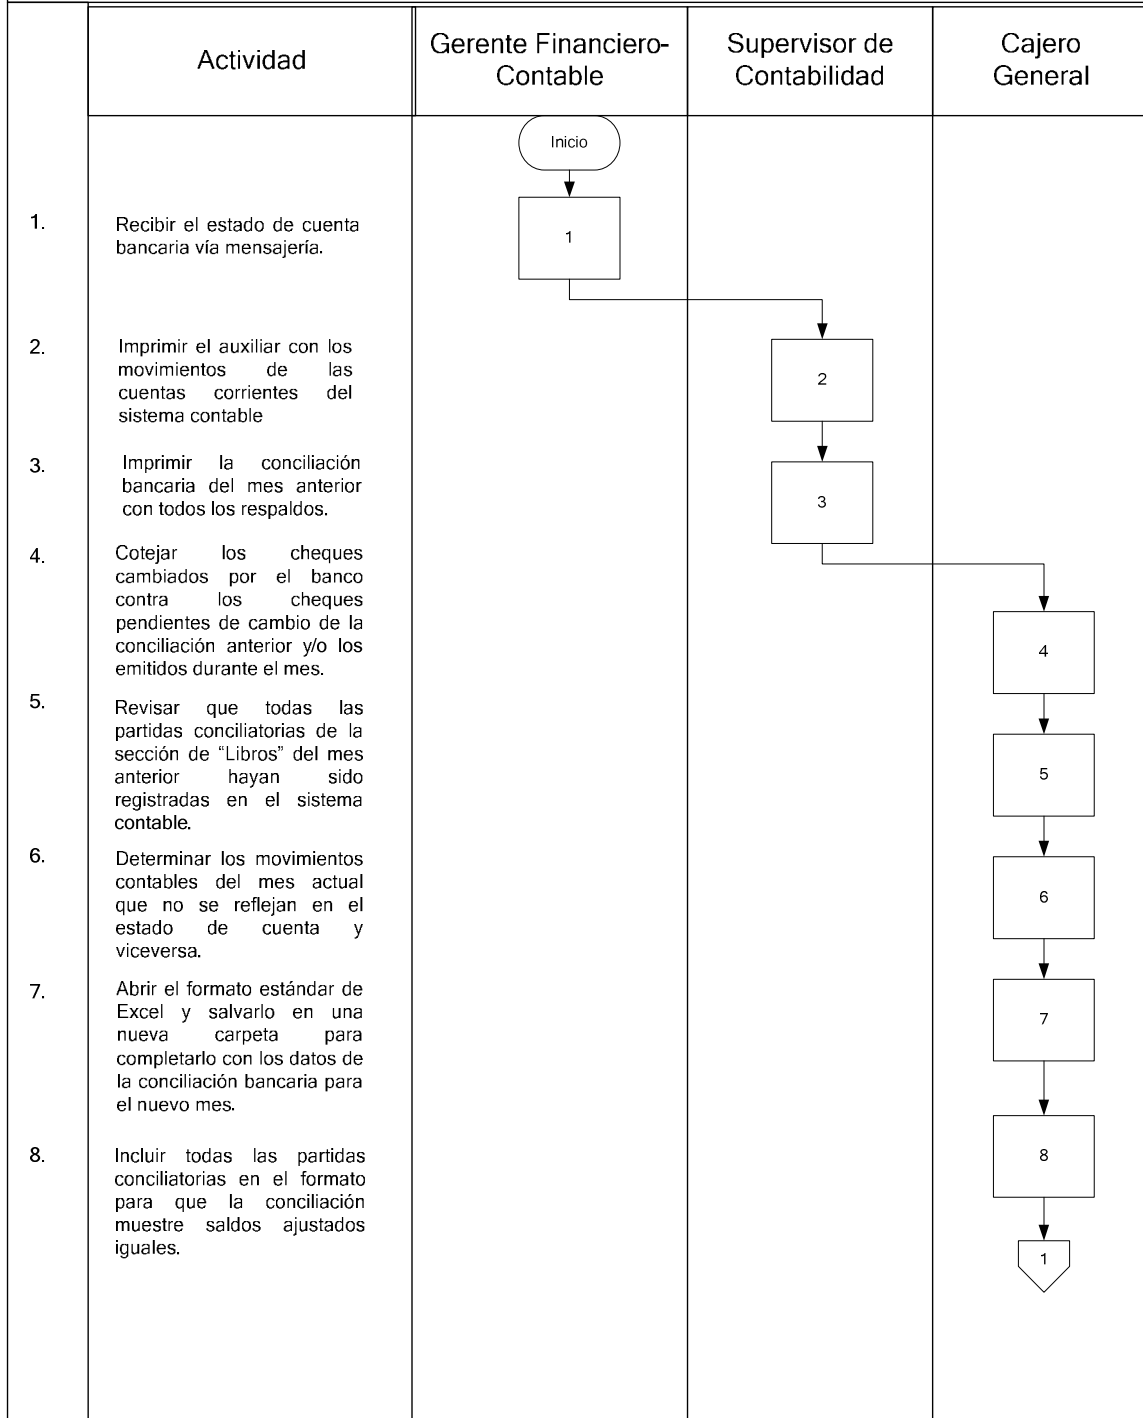 Actividad
Gerente Financiero-
Contable
Supervisor de
Contabilidad
Cajero
General
Inicio
1.
Recibir el estado de cuenta
bancaria vía mensajería.
1
2.
Imprimir el auxiliar con los
movimientos de las
cuentas corrientes del
sistema contable
2
3.
Imprimir la conciliación
bancaria del mes anterior
con todos los respaldos.
3
4.
Cotejar los cheques
cambiados por el banco
contra los cheques
pendientes de cambio de la
conciliación anterior y/o los
emitidos durante el mes.
4
5.
Revisar que todas las
partidas conciliatorias de la
sección de “Libros” del mes
anterior hayan sido
registradas en el sistema
contable.
5
6.
Determinar los movimientos
contables del mes actual
que no se reflejan en el
estado de cuenta y
viceversa.
6
7.
Abrir el formato estándar de
Excel y salvarlo en una
nueva carpeta para
completarlo con los datos de
la conciliación bancaria para
el nuevo mes.
7
8.
Incluir todas las partidas
conciliatorias en el formato
para que la conciliación
muestre saldos ajustados
iguales.
8
1